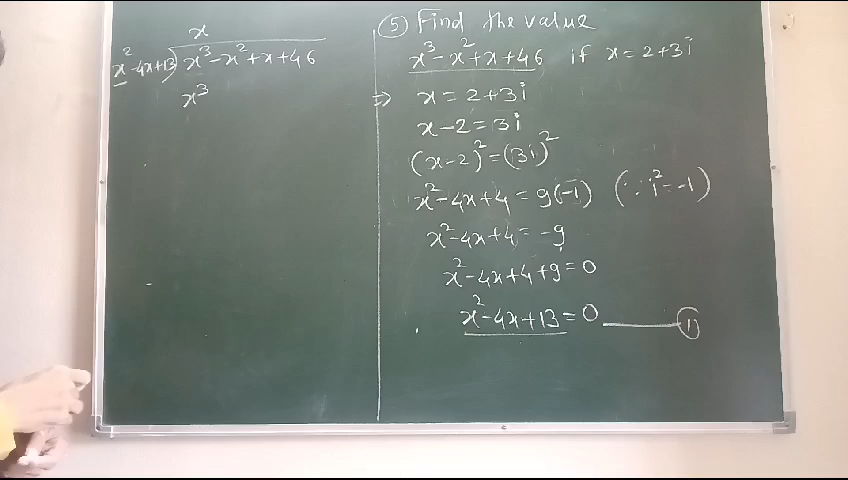 x
x² - 4x + 13) x³ - x² + x + 46
x³
⑤ Find the value
x³ - x² + x + 46 if x = 2 + 3i
⇒ x = 2 + 3i
x - 2 = 3i
(x - 2)² = (3i)²
x² - 4x + 4 = 9(-1) (∵ i² = -1)
x² - 4x + 4 = -9
x² - 4x + 4 + 9 = 0
x² - 4x + 13 = 0 ①